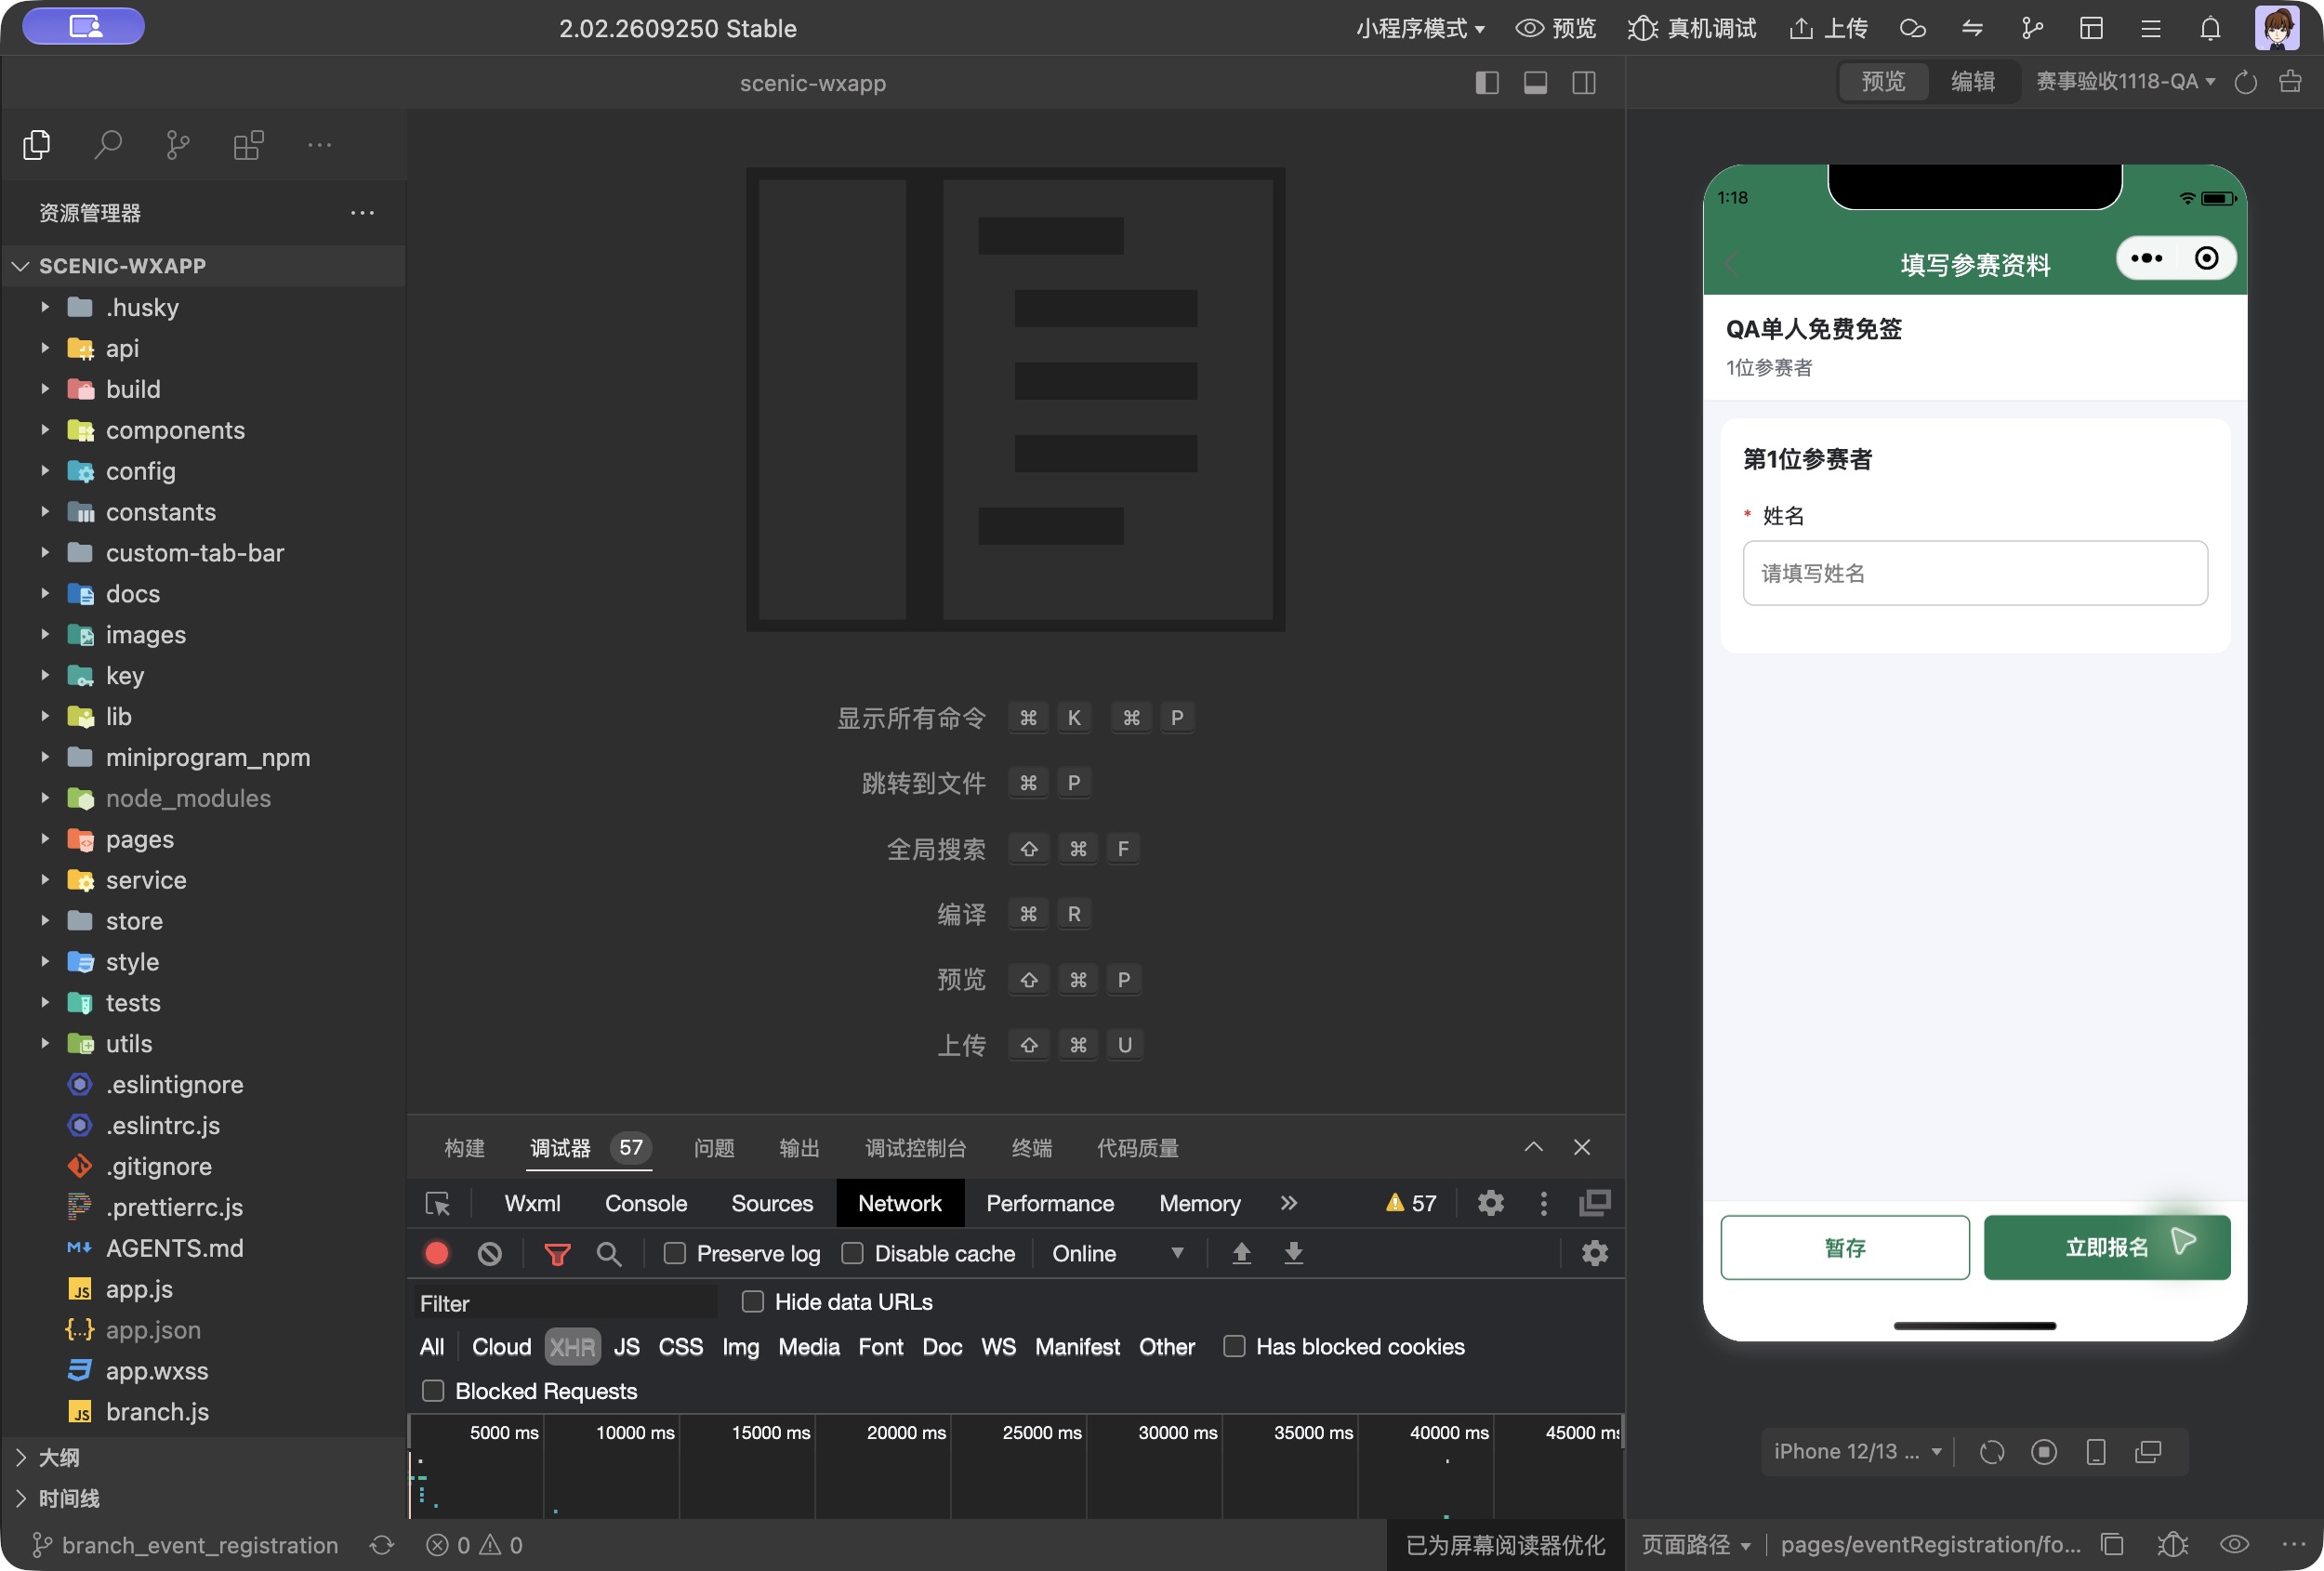 2.02.2609250 Stable
小程序模式
预览
真机调试
上传
scenic-wxapp
预览
编辑
赛事验收1118-QA
资源管理器
SCENIC-WXAPP
.husky
api
build
components
config
constants
custom-tab-bar
docs
images
key
lib
miniprogram_npm
node_modules
pages
service
store
style
tests
utils
.eslintignore
.eslintrc.js
.gitignore
.prettierrc.js
AGENTS.md
app.js
app.json
app.wxss
branch.js
大纲
时间线
显示所有命令 ⌘ K ⌘ P
跳转到文件 ⌘ P
全局搜索 ⇧ ⌘ F
编译 ⌘ R
预览 ⇧ ⌘ P
上传 ⇧ ⌘ U
构建 调试器 57 问题 输出 调试控制台 终端 代码质量
Wxml Console Sources Network Performance Memory 57
Preserve log Disable cache Online
Filter Hide data URLs
All Cloud XHR JS CSS Img Media Font Doc WS Manifest Other Has blocked cookies
Blocked Requests
5000 ms 10000 ms 15000 ms 20000 ms 25000 ms 30000 ms 35000 ms 40000 ms 45000 ms
1:18
填写参赛资料
QA单人免费免签
1位参赛者
第1位参赛者
* 姓名
请填写姓名
暂存
立即报名
iPhone 12/13 ...
branch_event_registration 0 0
已为屏幕阅读器优化
页面路径
pages/eventRegistration/fo...